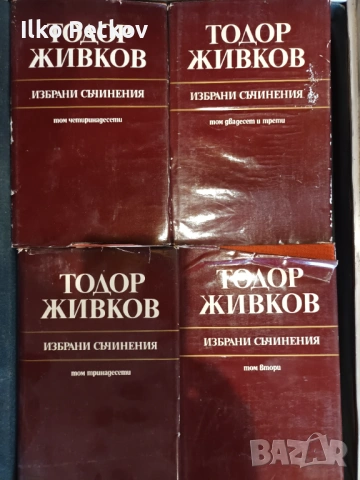 Ilko Petkov
ТОДОР
ЖИВКОВ
ИЗБРАНИ СЪЧИНЕНИЯ
том четиринадесети
ТОДОР
ЖИВКОВ
ИЗБРАНИ СЪЧИНЕНИЯ
том двадесет и трети
ТОДОР
ЖИВКОВ
ИЗБРАНИ СЪЧИНЕНИЯ
том тринадесети
ТОДОР
ЖИВКОВ
ИЗБРАНИ СЪЧИНЕНИЯ
том втори
BAZAR
bg